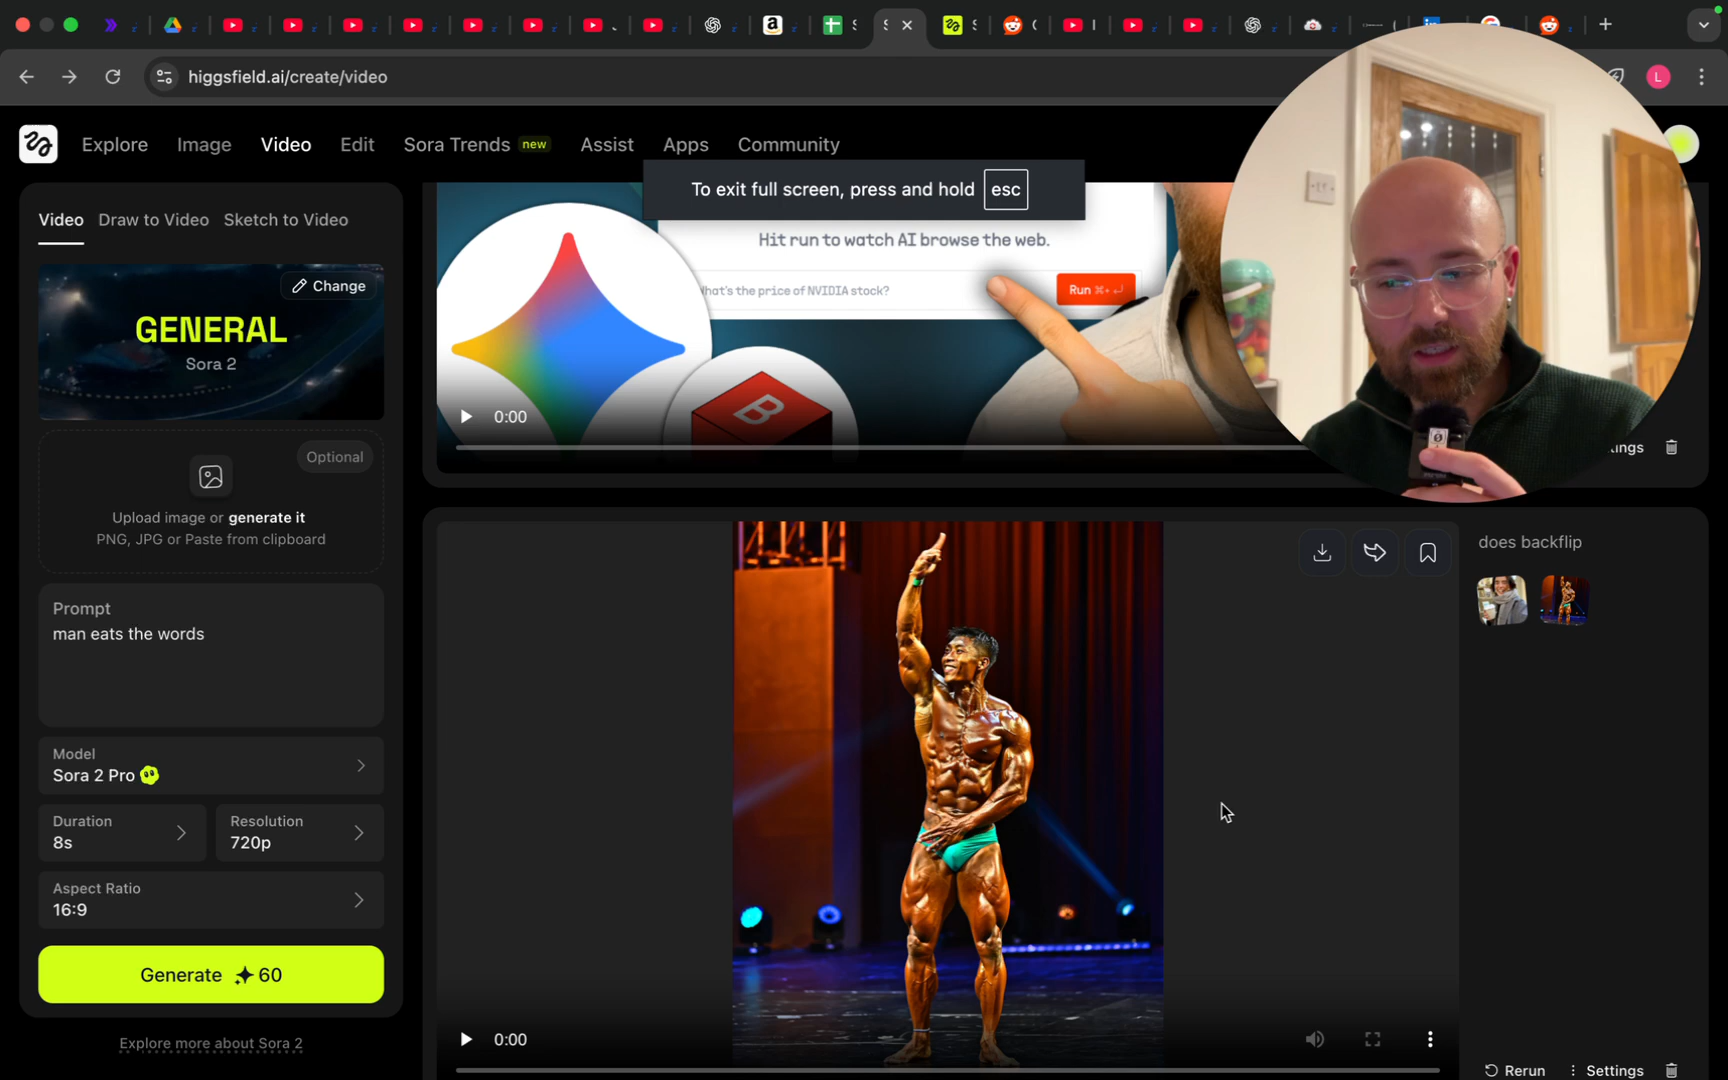 higgsfield.ai/create/video
L
Explore
Image
Video
Edit
Sora Trends new
Assist
Apps
Community
To exit full screen, press and hold esc
Video
Draw to Video
Sketch to Video
Change
GENERAL
Sora 2
Optional
Upload image or generate it
PNG, JPG or Paste from clipboard
Prompt
man eats the words
Model
Sora 2 Pro
Duration
8s
Resolution
720p
Aspect Ratio
16:9
Generate 60
Explore more about Sora 2
Hit run to watch AI browse the web.
hat's the price of NVIDIA stock?
Run
B
0:00
tings
does backflip
0:00
Rerun
Settings